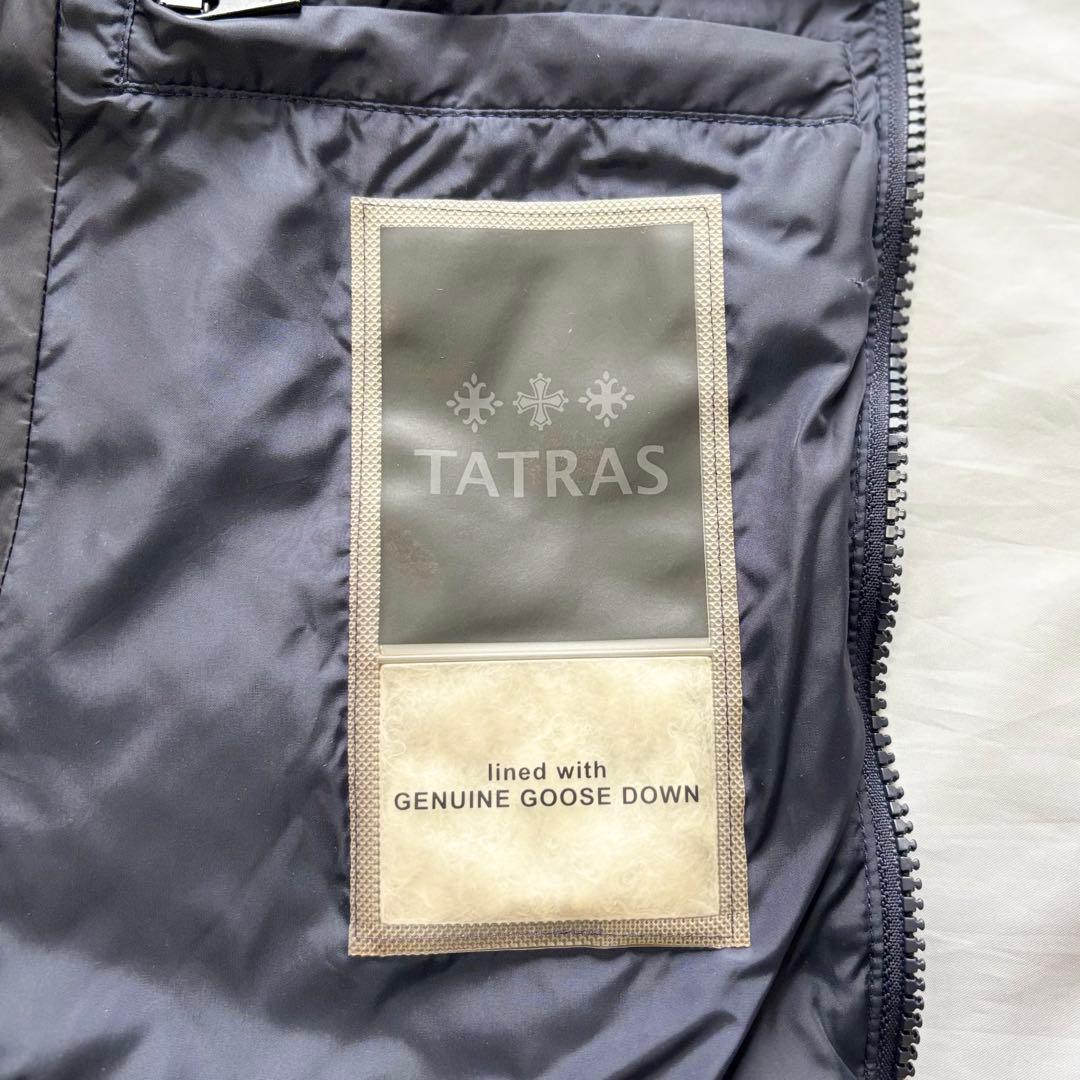 TATRAS
lined with
GENUINE GOOSE DOWN